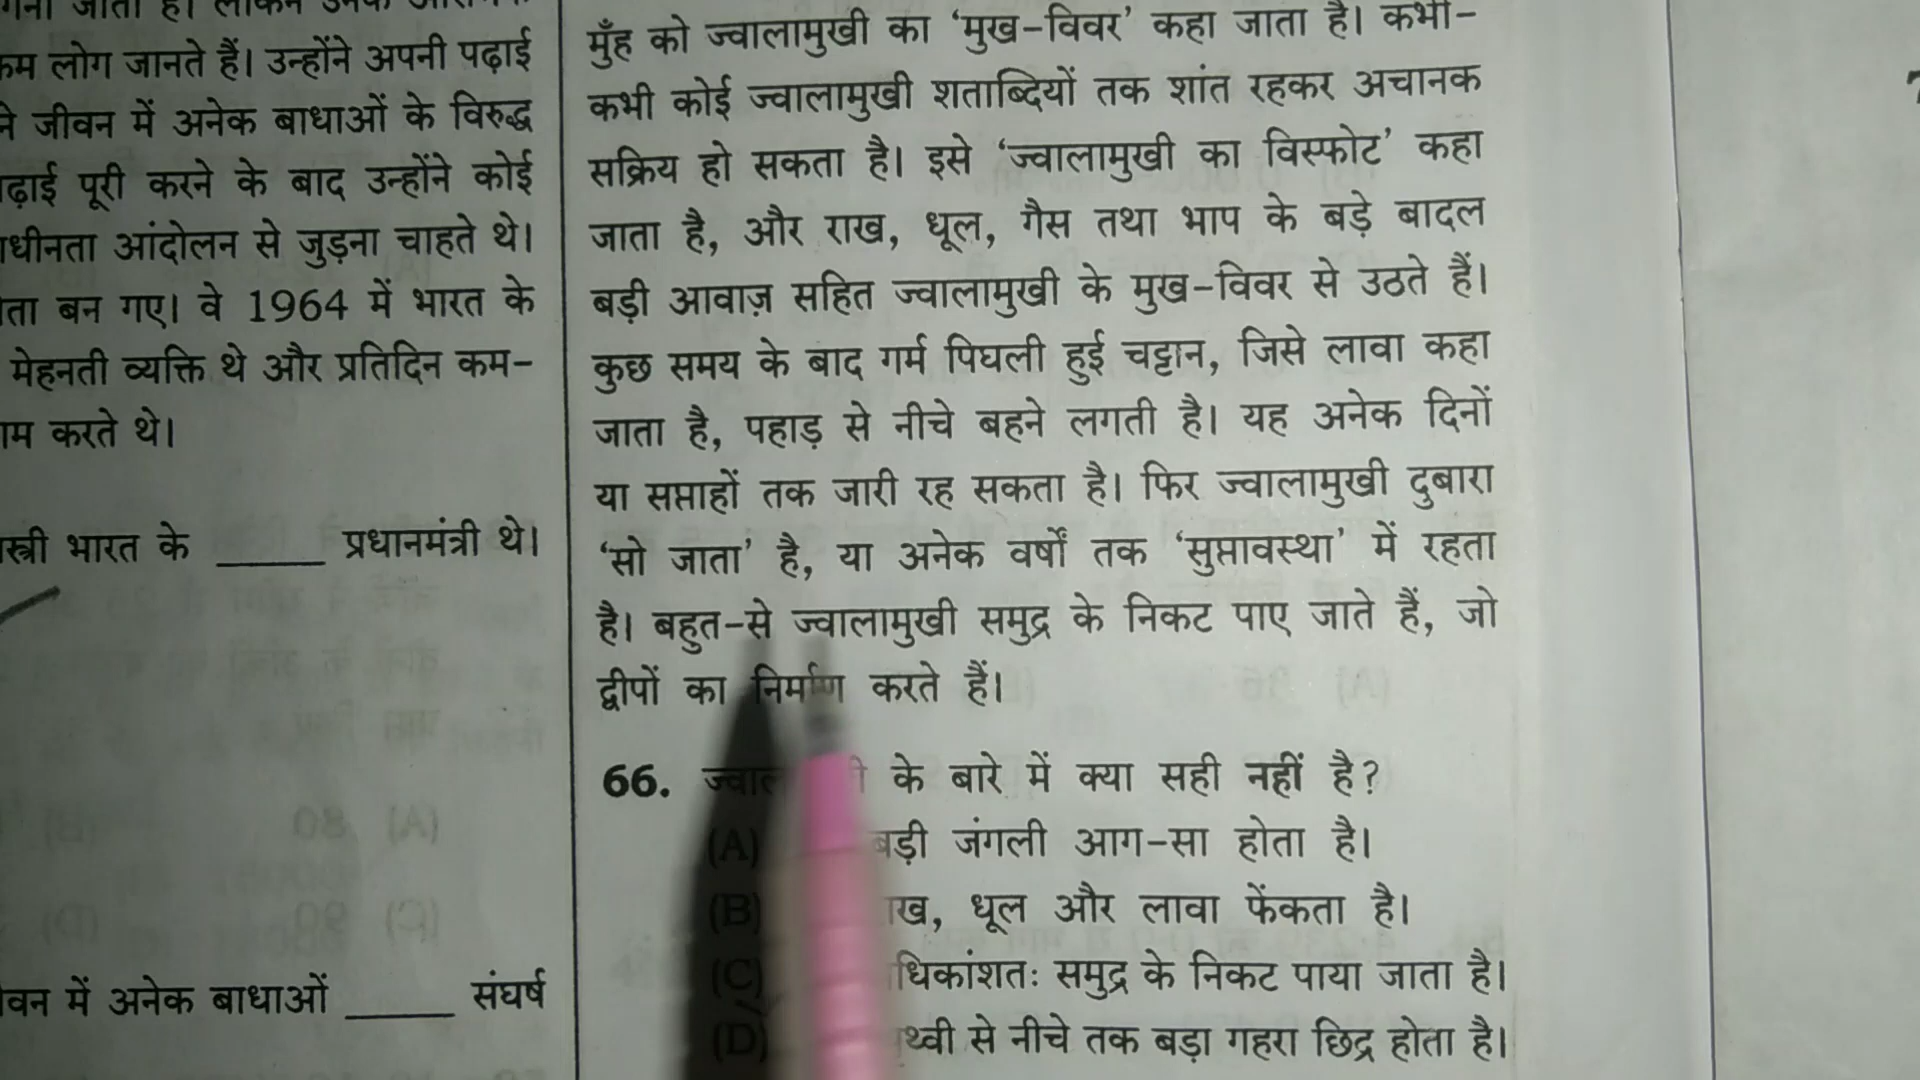 कम लोग जानते हैं। उन्होंने अपनी पढ़ाई
ने जीवन में अनेक बाधाओं के विरुद्ध
पूरी करने के बाद उन्होंने कोई
आंदोलन से जुड़ना चाहते थे।
बन गए। वे 1964 में भारत के
मेहनती व्यक्ति थे और प्रतिदिन कम-
करते थे।
भारत के _____ प्रधानमंत्री थे।
में अनेक बाधाओं _____ संघर्ष
मुँह को ज्वालामुखी का ‘मुख-विवर’ कहा जाता है। कभी-
कभी कोई ज्वालामुखी शताब्दियों तक शांत रहकर अचानक
सक्रिय हो सकता है। इसे ‘ज्वालामुखी का विस्फोट’ कहा
जाता है, और राख, धूल, गैस तथा भाप के बड़े बादल
बड़ी आवाज़ सहित ज्वालामुखी के मुख-विवर से उठते हैं।
कुछ समय के बाद गर्म पिघली हुई चट्टान, जिसे लावा कहा
जाता है, पहाड़ से नीचे बहने लगती है। यह अनेक दिनों
या सप्ताहों तक जारी रह सकता है। फिर ज्वालामुखी दुबारा
‘सो जाता’ है, या अनेक वर्षों तक ‘सुप्तावस्था’ में रहता
है। बहुत-से ज्वालामुखी समुद्र के निकट पाए जाते हैं, जो
द्वीपों का निर्माण करते हैं।
66. के बारे में क्या सही नहीं है?
(A) बड़ी जंगली आग-सा होता है।
(B) धूल और लावा फेंकता है।
(C) समुद्र के निकट पाया जाता है।
(D) से नीचे तक बड़ा गहरा छिद्र होता है।